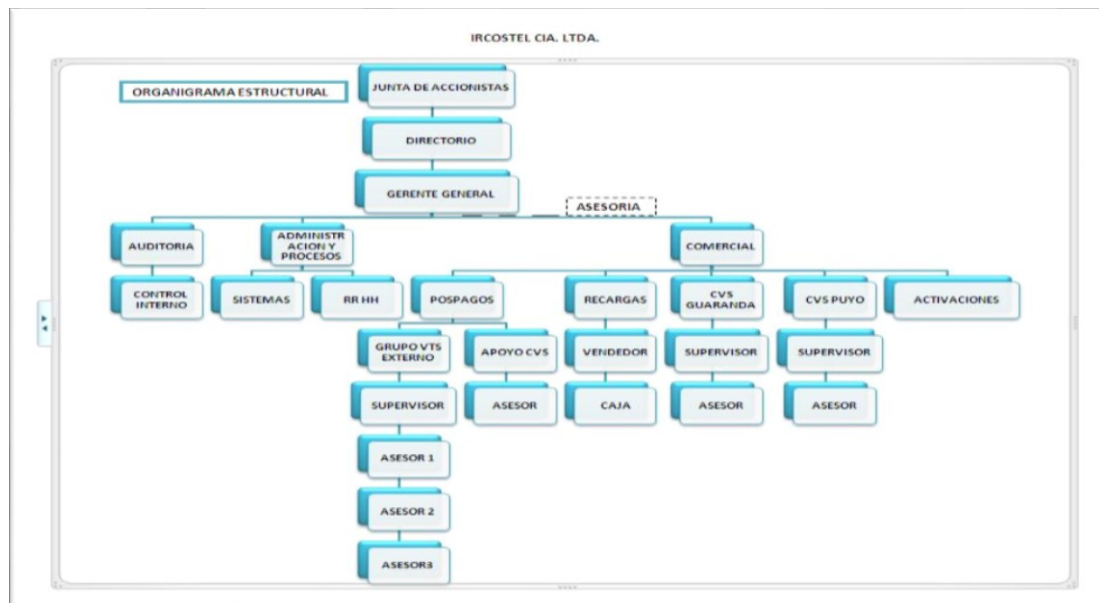 IRCOSTEL CIA. LTDA.
ORGANIGRAMA ESTRUCTURAL
JUNTA DE ACCIONISTAS
DIRECTORIO
GERENTE GENERAL
ASESORIA
AUDITORIA
ADMINISTR
ACION Y
PROCESOS
COMERCIAL
CONTROL
INTERNO
SISTEMAS
RR HH
POSPAGOS
RECARGAS
CVS
GUARANDA
CVS PUYO
ACTIVACIONES
GRUPO VTS
EXTERNO
APOYO CVS
VENDEDOR
SUPERVISOR
SUPERVISOR
SUPERVISOR
ASESOR
CAJA
ASESOR
ASESOR
ASESOR 1
ASESOR 2
ASESOR3